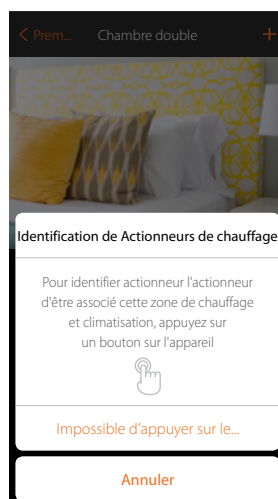 < Prem... Chambre double +
Identification de Actionneurs de chauffage
Pour identifier actionneur l'actionneur
d'être associé cette zone de chauffage
et climatisation, appuyez sur
un bouton sur l'appareil
Impossible d'appuyer sur le...
Annuler